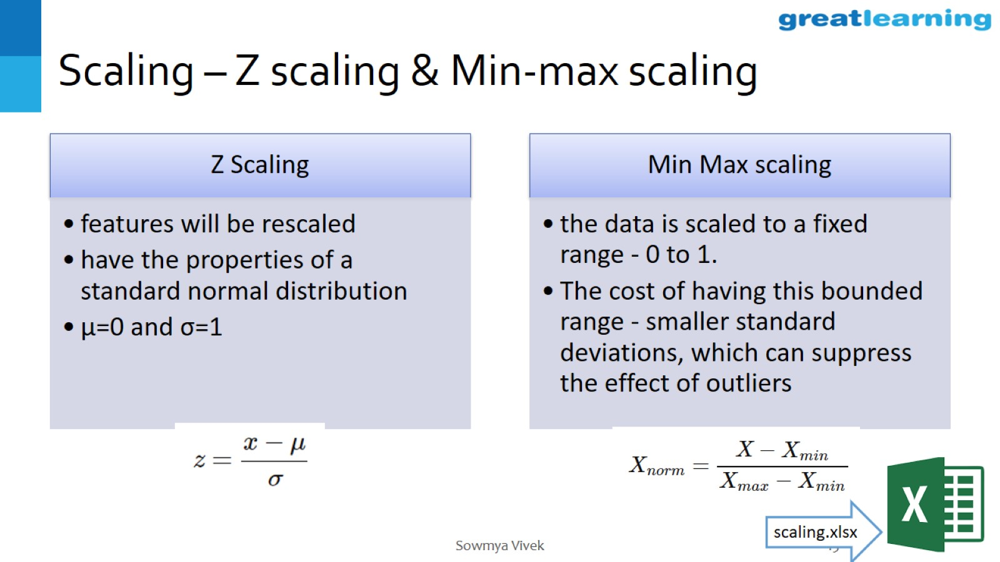 greatlearning
Scaling – Z scaling & Min-max scaling
Z Scaling
• features will be rescaled
• have the properties of a
standard normal distribution
• μ=0 and σ=1
z = \frac{x - μ}{σ}
Min Max scaling
• the data is scaled to a fixed
range - 0 to 1.
• The cost of having this bounded
range - smaller standard
deviations, which can suppress
the effect of outliers
X_{norm} = \frac{X - X_{min}}{X_{max} - X_{min}}
X
scaling.xlsx
Sowmya Vivek